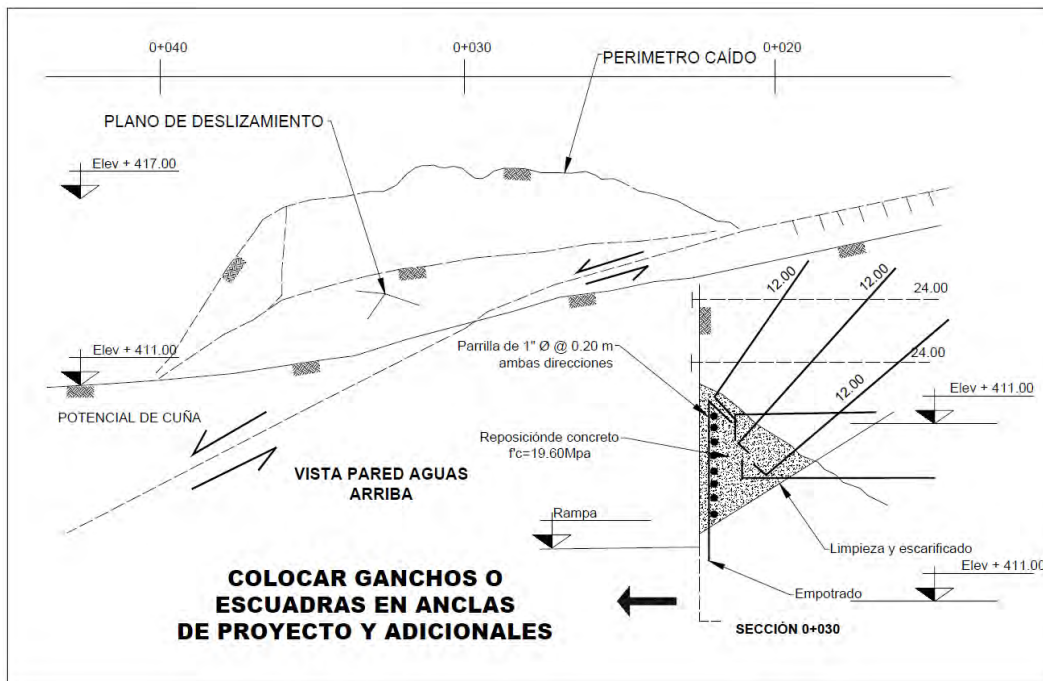 0+040
0+030
0+020
PERIMETRO CAÍDO
PLANO DE DESLIZAMIENTO
Elev + 417.00
12.00
12.00
24.00
Elev + 411.00
Parrilla de 1" Ø @ 0.20 m
ambas direcciones
24.00
12.00
Elev + 411.00
POTENCIAL DE CUÑA
Reposiciónde concreto
f'c=19.60Mpa
VISTA PARED AGUAS
ARRIBA
Rampa
Limpieza y escarificado
Elev + 411.00
Empotrado
COLOCAR GANCHOS O
ESCUADRAS EN ANCLAS
DE PROYECTO Y ADICIONALES
SECCIÓN 0+030